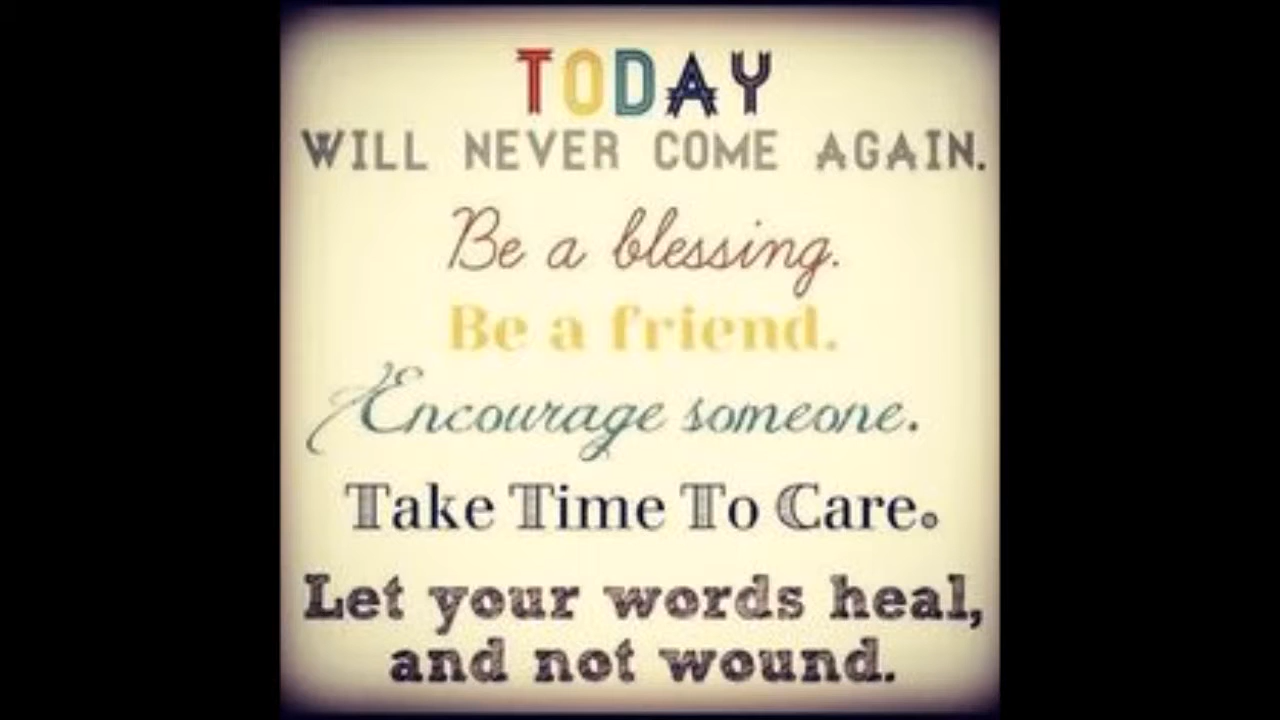 TODAY
WILL NEVER COME AGAIN.
Be a blessing.
Be a friend.
Encourage someone.
Take Time To Care.
Let your words heal,
and not wound.